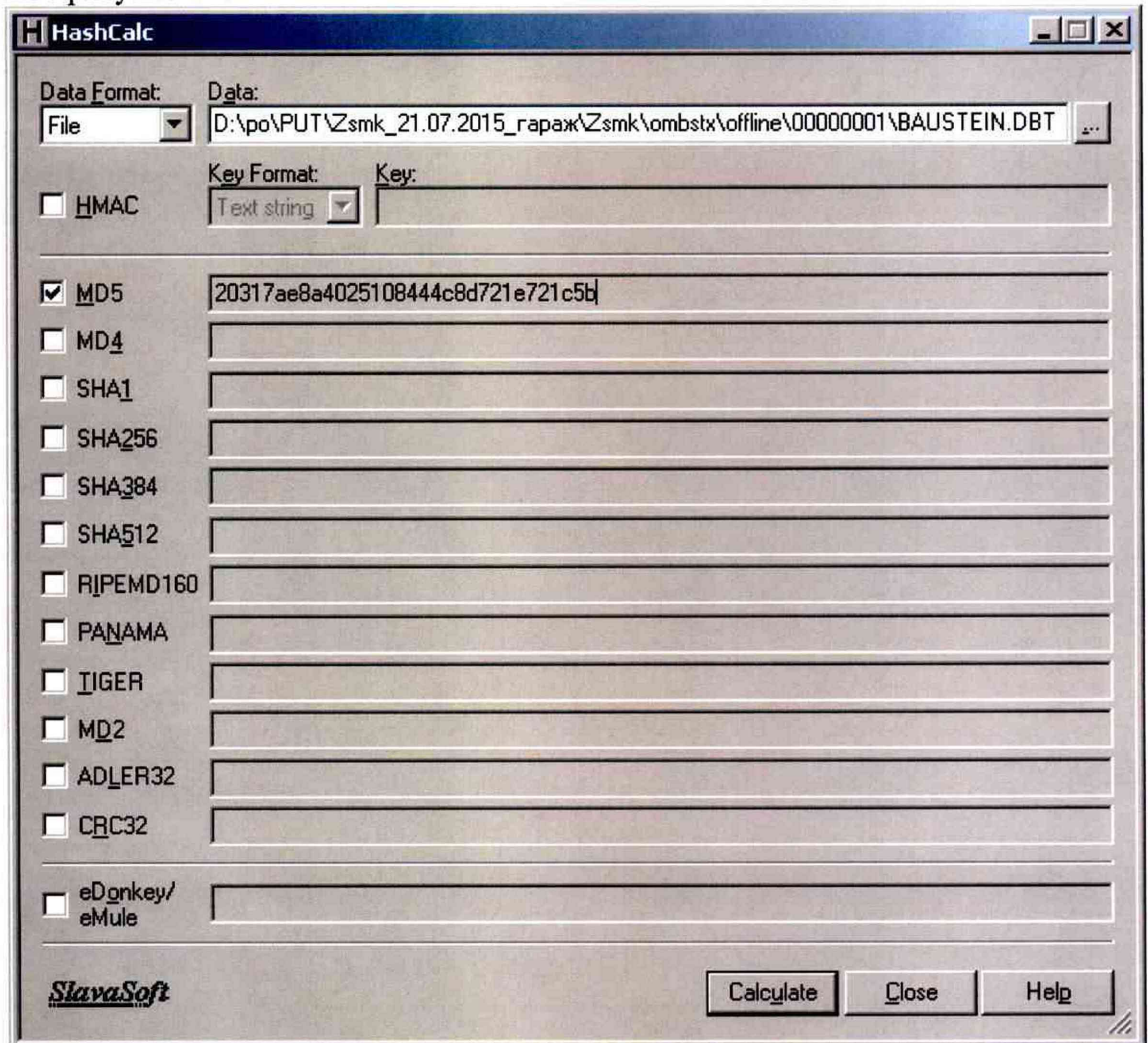 HashCalc
Data Format: Data:
File D:\po\PUT\Zsmk_21.07.2015_гараж\Zsmk\ombstx\offline\00000001\BAUSTEIN.DBT ...
Key Format: Key:
HMAC Text string
MD5 20317ae8a4025108444c8d721e721c5b
MD4
SHA1
SHA256
SHA384
SHA512
RIPEMD160
PANAMA
TIGER
MD2
ADLER32
CRC32
eDonkey/
eMule
SlavaSoft Calculate Close Help